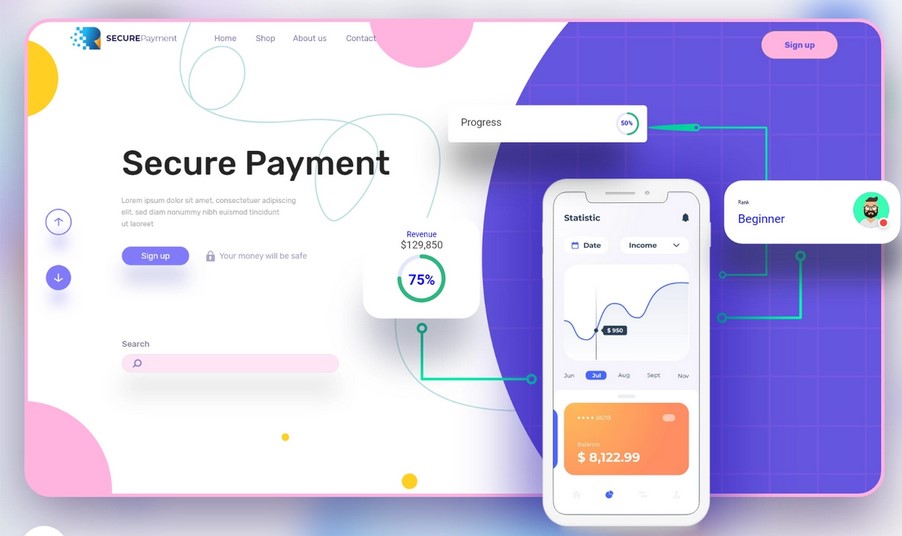 SECUREPayment
Home
Shop
About us
Contact
Sign up
Progress
50%
Secure Payment
Lorem ipsum dolor sit amet, consectetuer adipiscing
elit, sed diam nonummy nibh euismod tincidunt
ut laoreet
Sign up
Your money will be safe
Revenue
$129,850
75%
Search
Rank
Beginner
Statistic
Date
Income
$ 950
Jun
Jul
Aug
Sept
Nov
Balance
$ 8,122.99